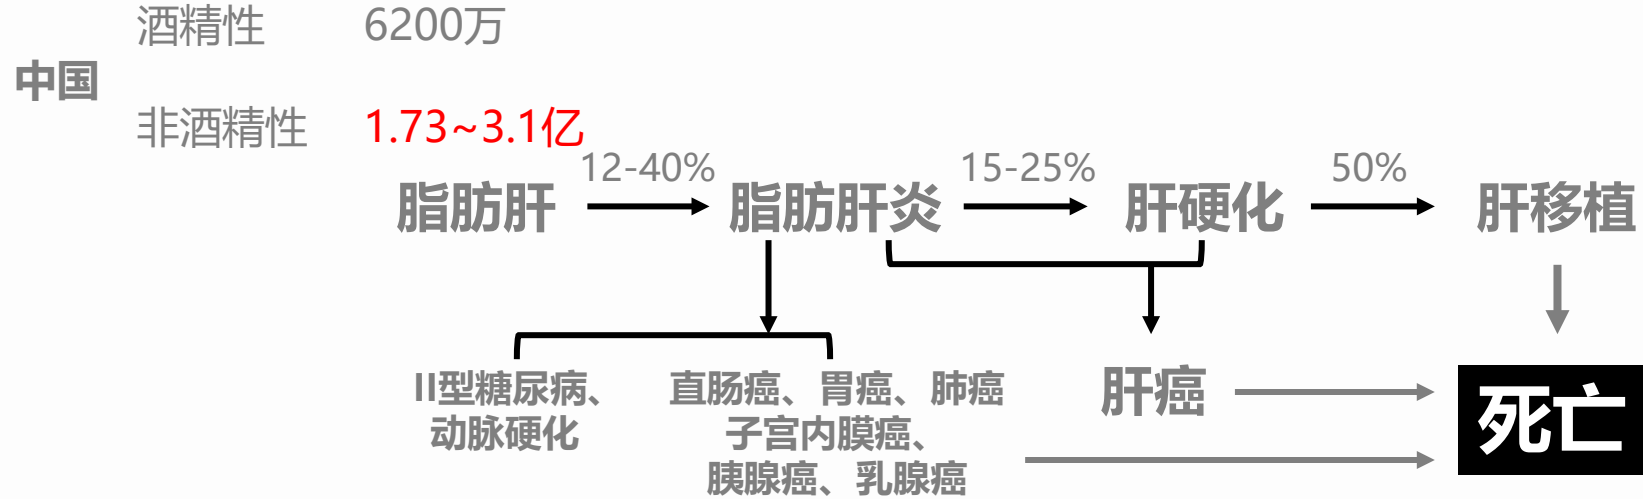 酒精性 6200万
中国
非酒精性 1.73~3.1亿
12-40% 15-25% 50%
脂肪肝 脂肪肝炎 肝硬化 肝移植
II型糖尿病、
动脉硬化
直肠癌、胃癌、肺癌
子宫内膜癌、
胰腺癌、乳腺癌
肝癌
死亡